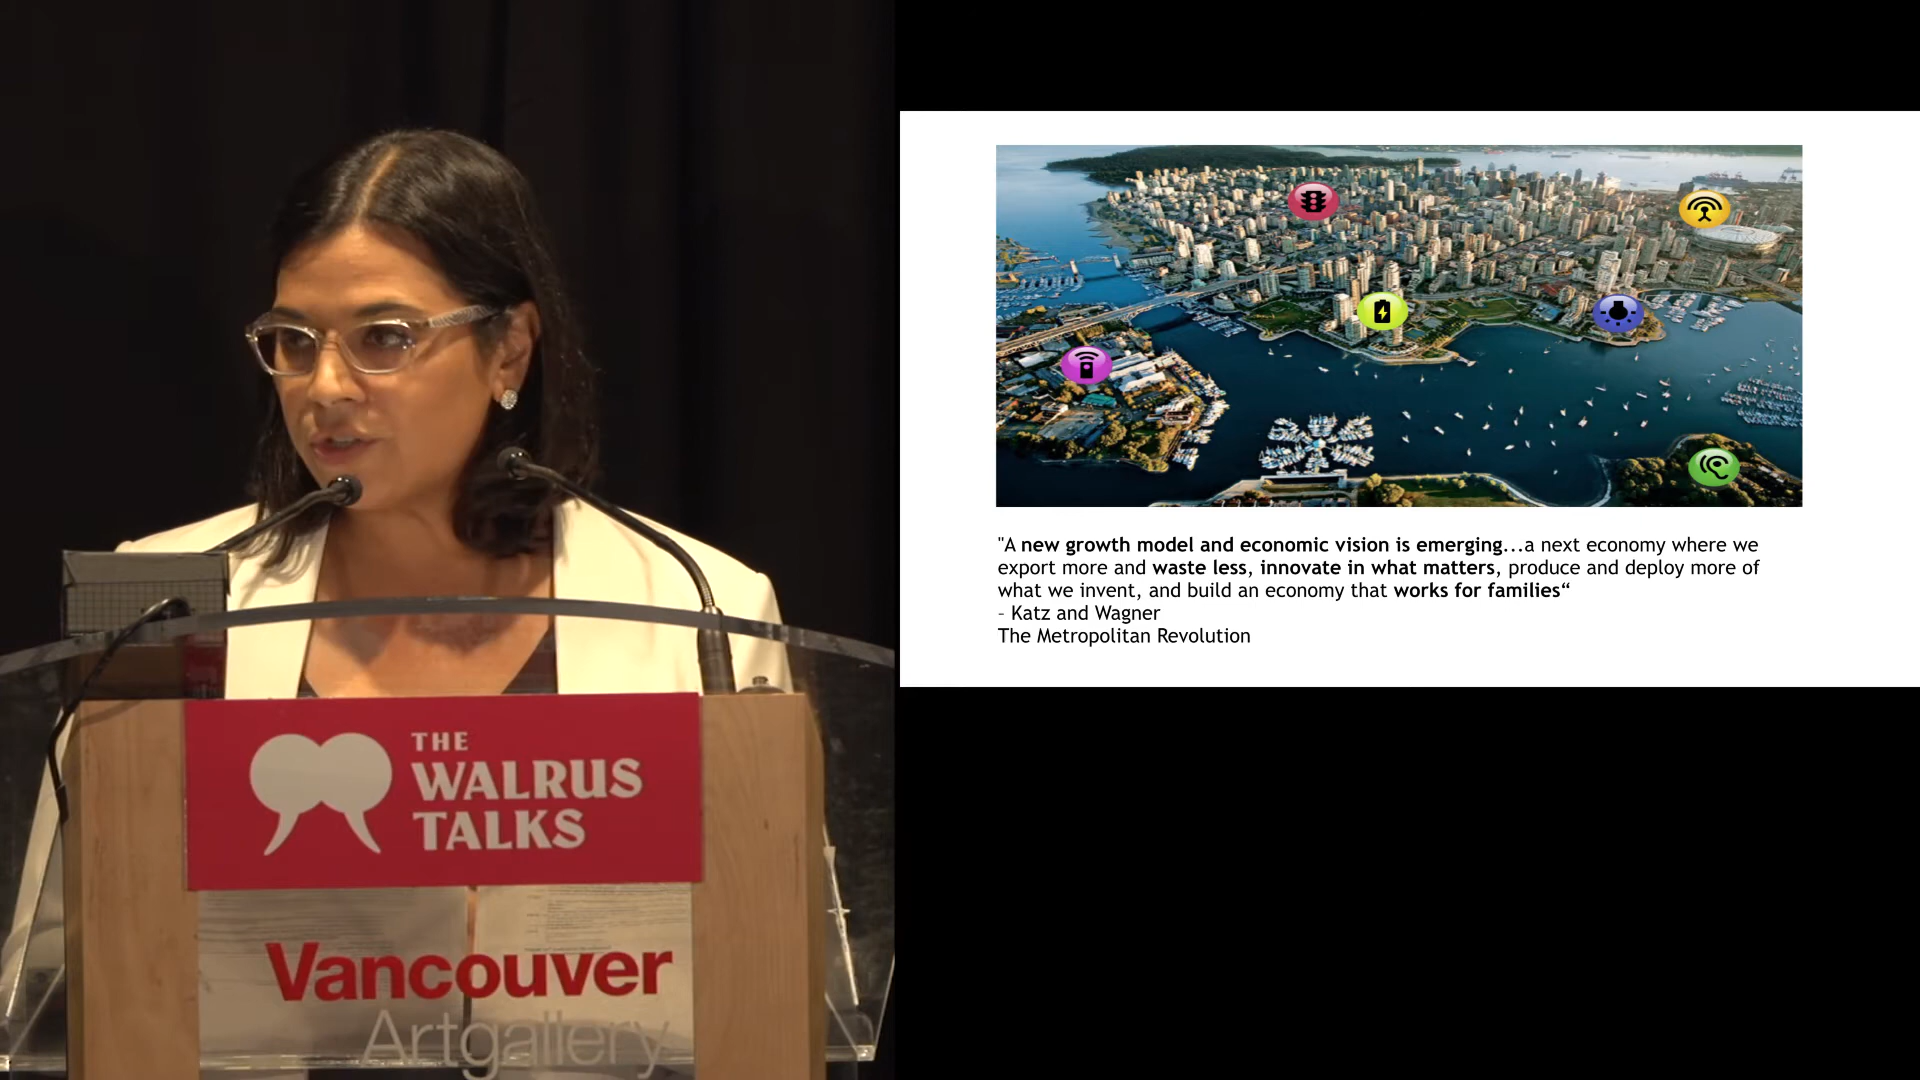 THE
WALRUS
TALKS
Vancouver
Artgallery
"A new growth model and economic vision is emerging...a next economy where we
export more and waste less, innovate in what matters, produce and deploy more of
what we invent, and build an economy that works for families“
– Katz and Wagner
The Metropolitan Revolution